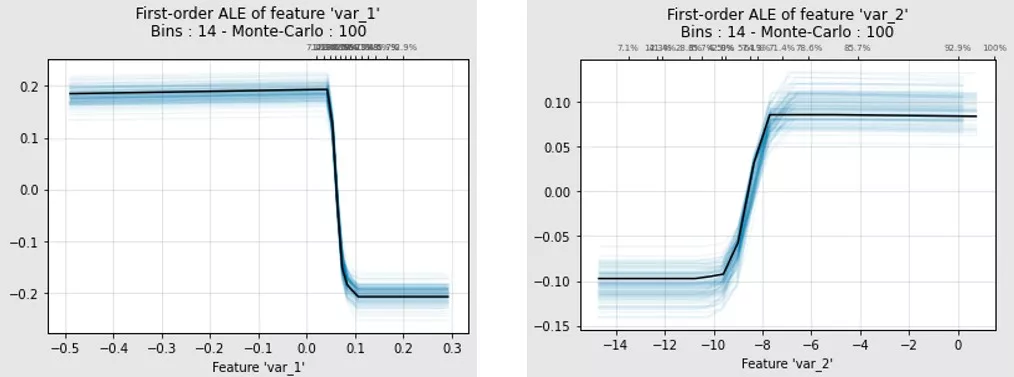 First-order ALE of feature 'var_1'
Bins : 14 - Monte-Carlo : 100
92.9%
0.2
0.1
0.0
−0.1
−0.2
−0.5 −0.4 −0.3 −0.2 −0.1 0.0 0.1 0.2 0.3
Feature 'var_1'
First-order ALE of feature 'var_2'
Bins : 14 - Monte-Carlo : 100
7.1% 71.4% 78.6% 85.7% 92.9% 100%
0.10
0.05
0.00
−0.05
−0.10
−0.15
−14 −12 −10 −8 −6 −4 −2 0
Feature 'var_2'